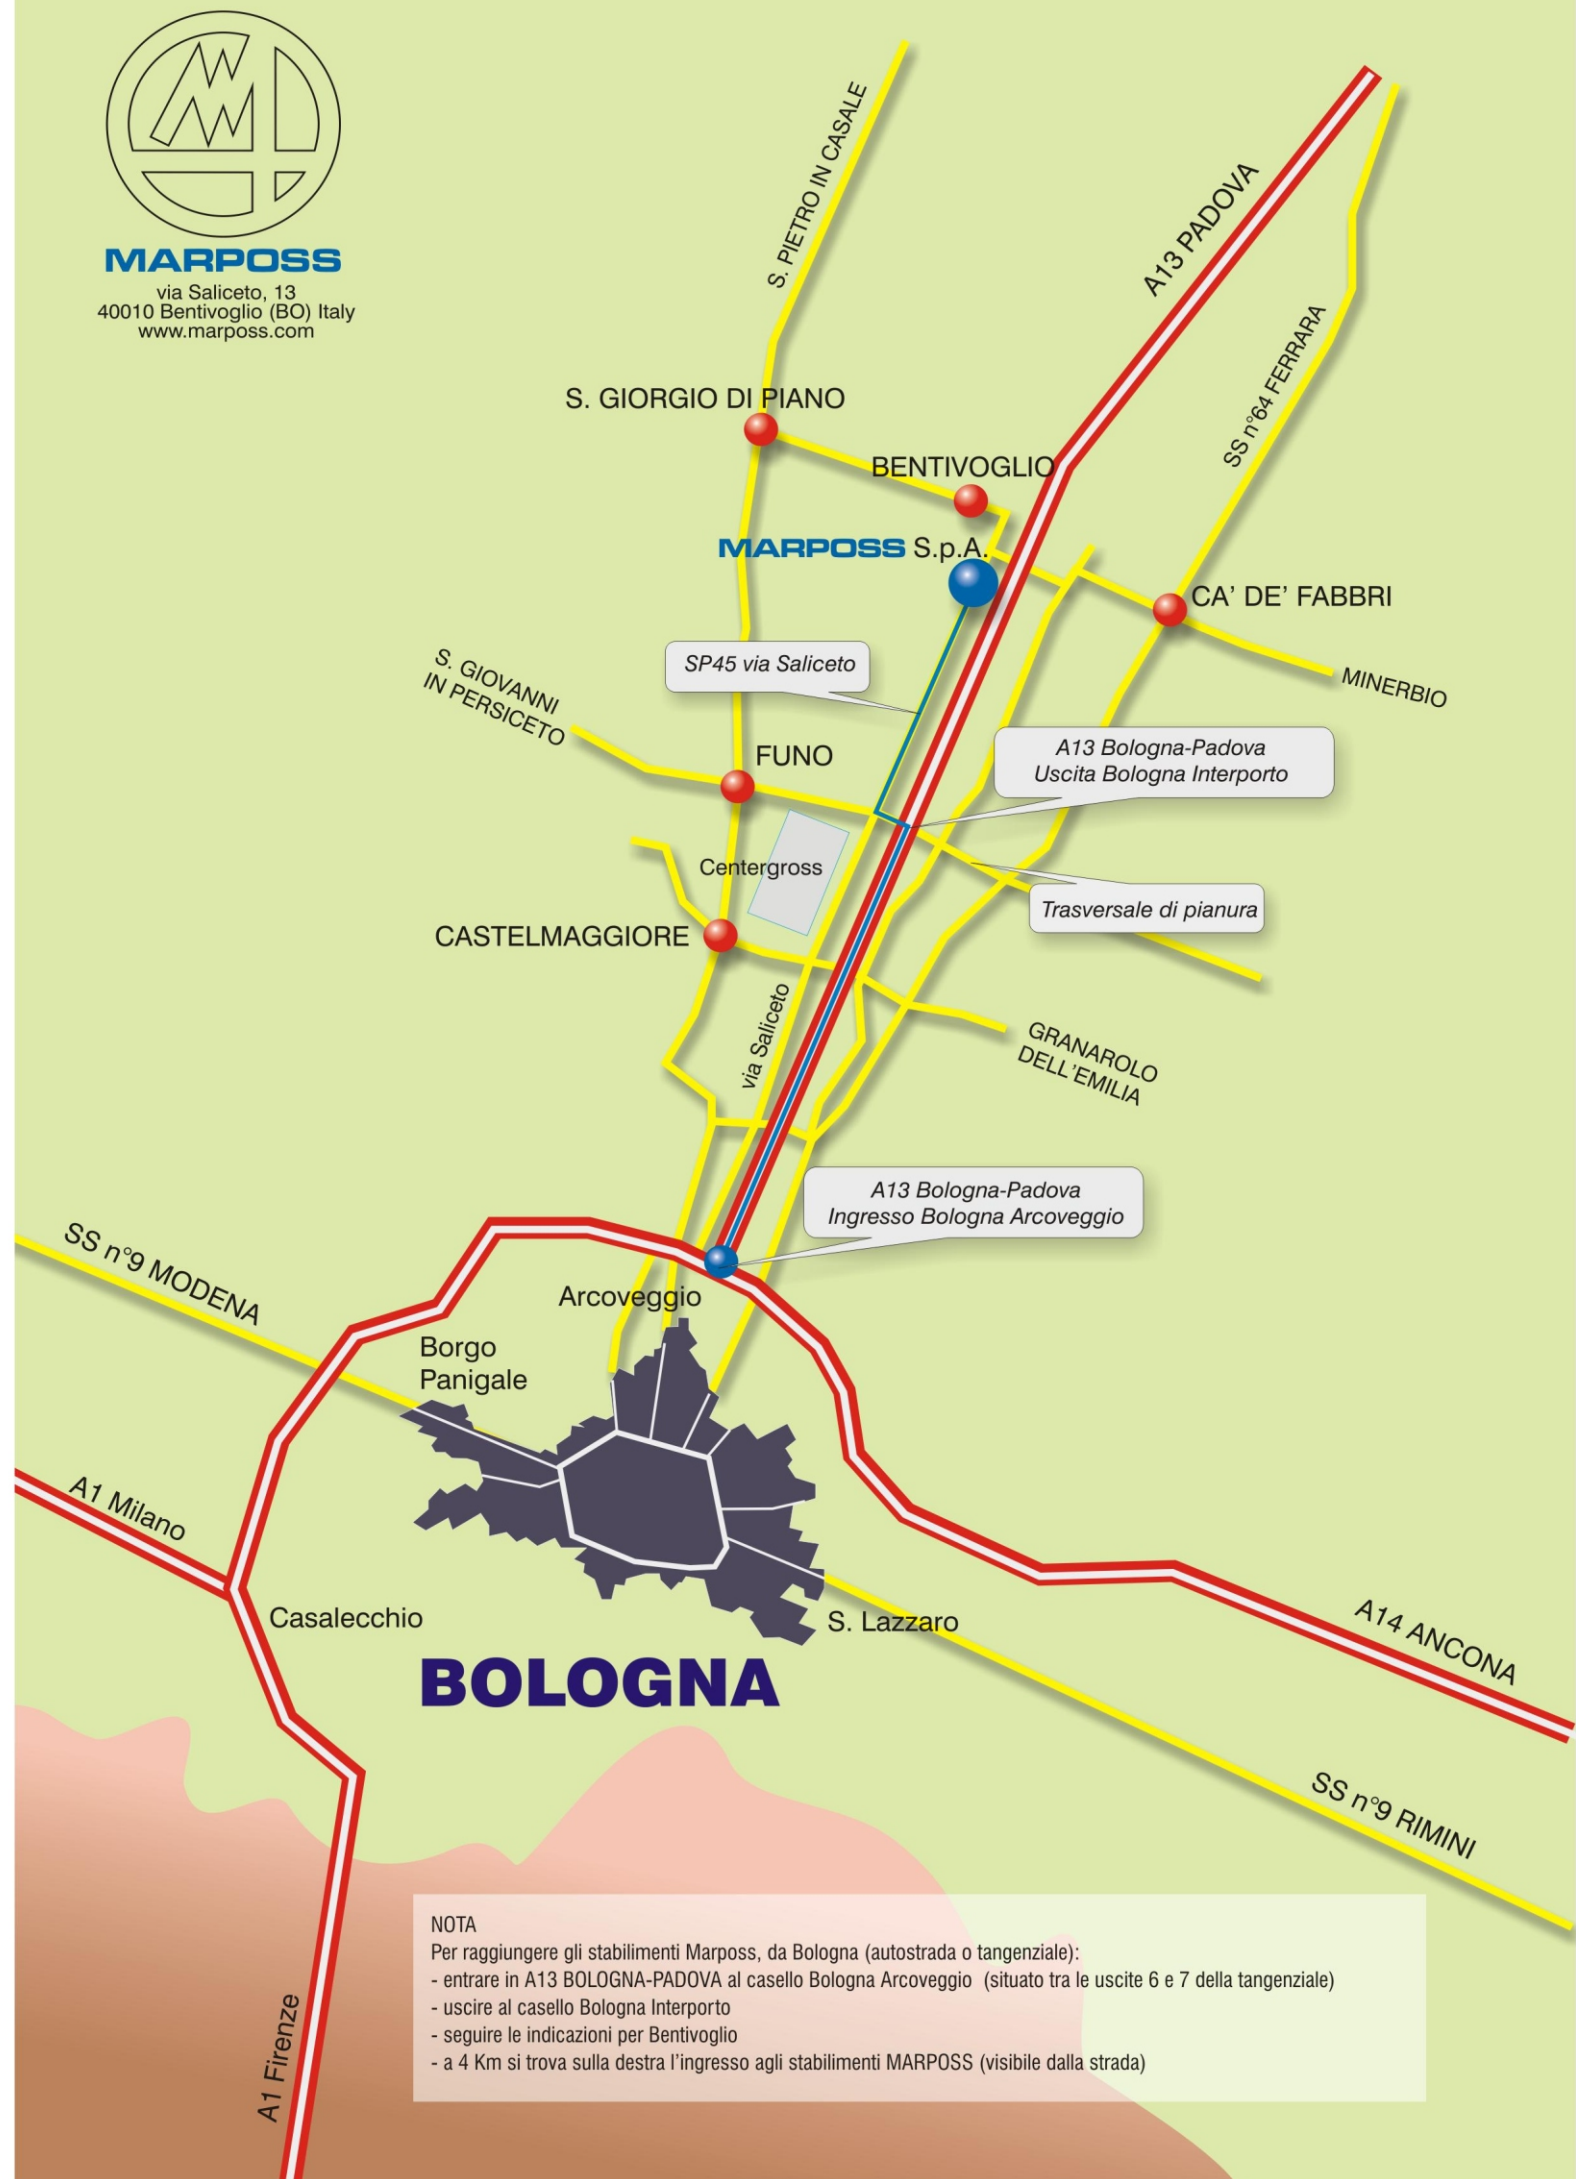 MARPOSS
via Saliceto, 13
40010 Bentivoglio (BO) Italy
www.marposs.com
S. PIETRO IN CASALE
A13 PADOVA
SS n°64 FERRARA
S. GIORGIO DI PIANO
BENTIVOGLIO
MARPOSS S.p.A.
CA' DE' FABBRI
SP45 via Saliceto
S. GIOVANNI
IN PERSICETO
MINERBIO
FUNO
A13 Bologna-Padova
Uscita Bologna Interporto
Centergross
Trasversale di pianura
CASTELMAGGIORE
via Saliceto
GRANAROLO
DELL'EMILIA
A13 Bologna-Padova
Ingresso Bologna Arcoveggio
SS n°9 MODENA
Arcoveggio
Borgo
Panigale
A1 Milano
Casalecchio
S. Lazzaro
A14 ANCONA
BOLOGNA
SS n°9 RIMINI
NOTA
Per raggiungere gli stabilimenti Marposs, da Bologna (autostrada o tangenziale):
- entrare in A13 BOLOGNA-PADOVA al casello Bologna Arcoveggio (situato tra le uscite 6 e 7 della tangenziale)
- uscire al casello Bologna Interporto
- seguire le indicazioni per Bentivoglio
- a 4 Km si trova sulla destra l'ingresso agli stabilimenti MARPOSS (visibile dalla strada)
A1 Firenze